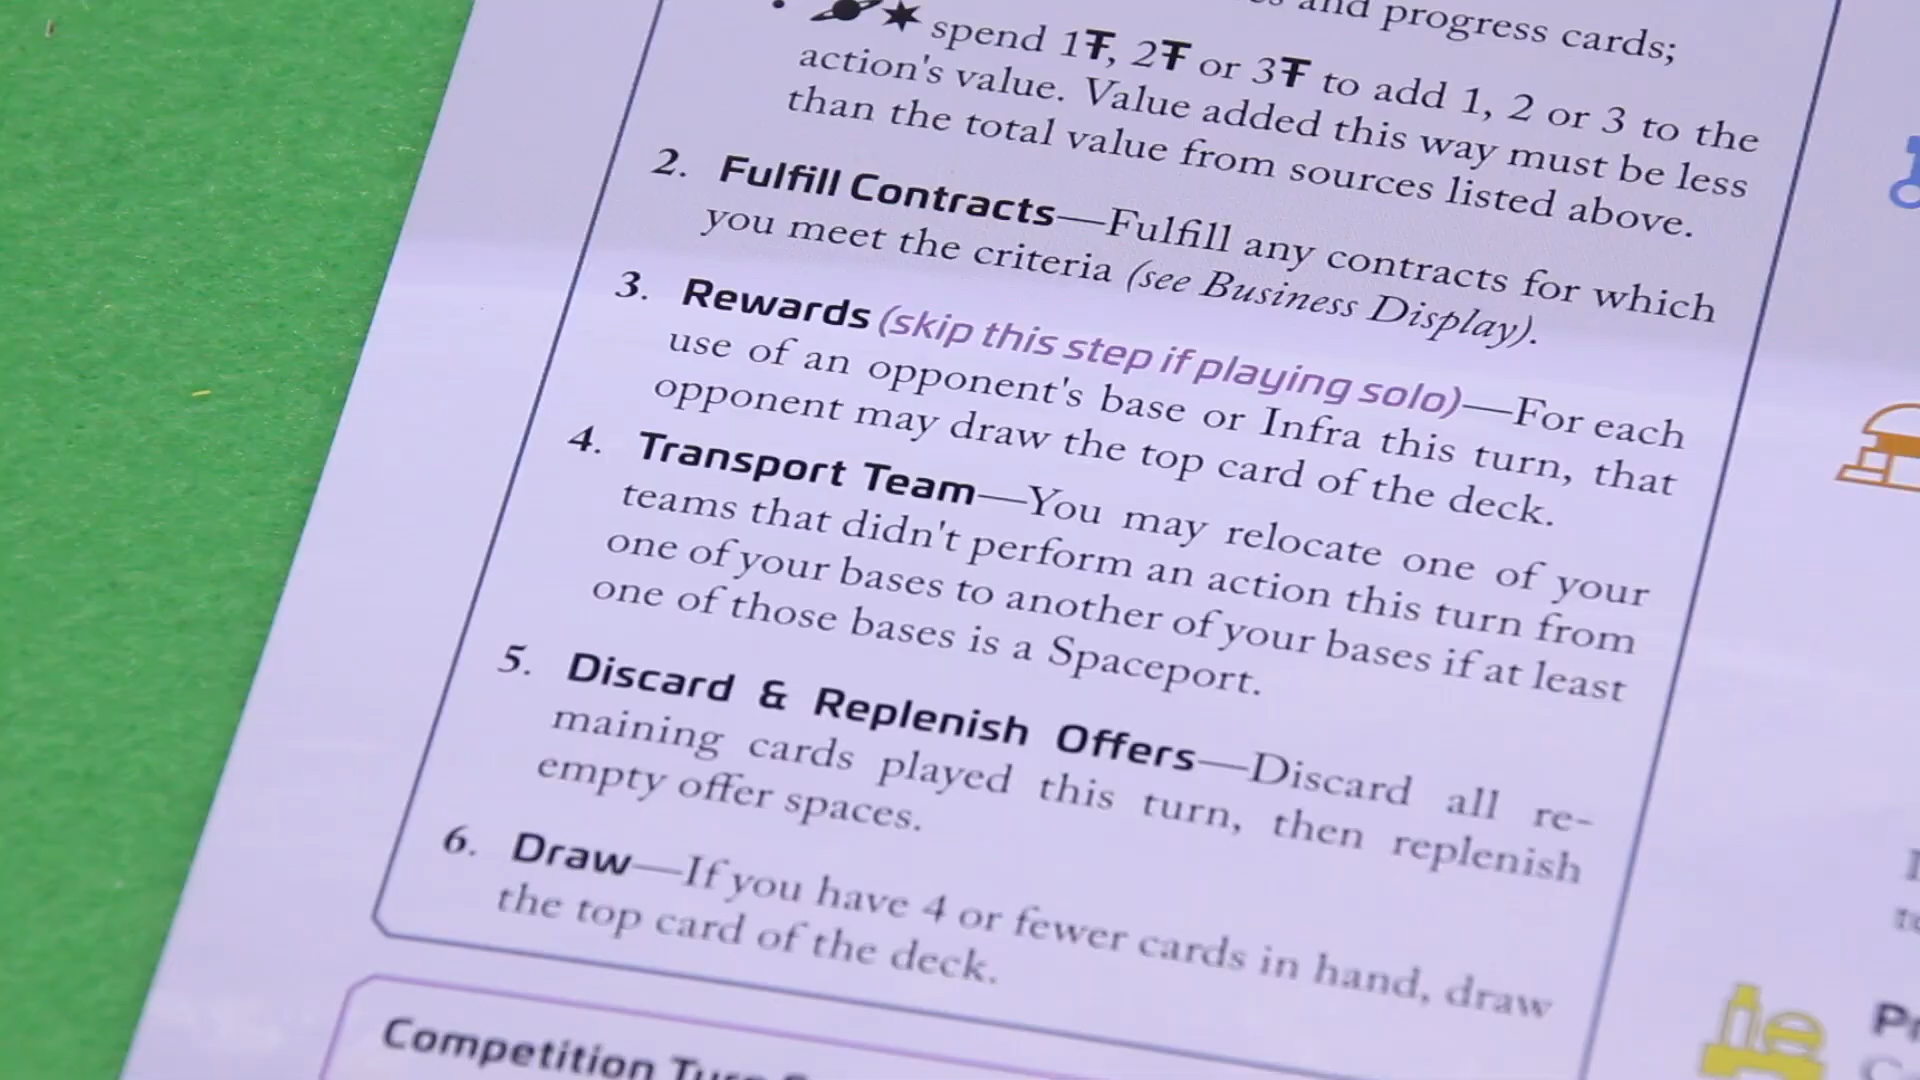 and progress cards;
spend 1Ŧ, 2Ŧ or 3Ŧ to add 1, 2 or 3 to the
action's value. Value added this way must be less
than the total value from sources listed above.
2. Fulfill Contracts—Fulfill any contracts for which
you meet the criteria (see Business Display).
3. Rewards (skip this step if playing solo)—For each
use of an opponent's base or Infra this turn, that
opponent may draw the top card of the deck.
4. Transport Team—You may relocate one of your
teams that didn't perform an action this turn from
one of your bases to another of your bases if at least
one of those bases is a Spaceport.
5. Discard & Replenish Offers—Discard all re-
maining cards played this turn, then replenish
empty offer spaces.
6. Draw—If you have 4 or fewer cards in hand, draw
the top card of the deck.
Competition